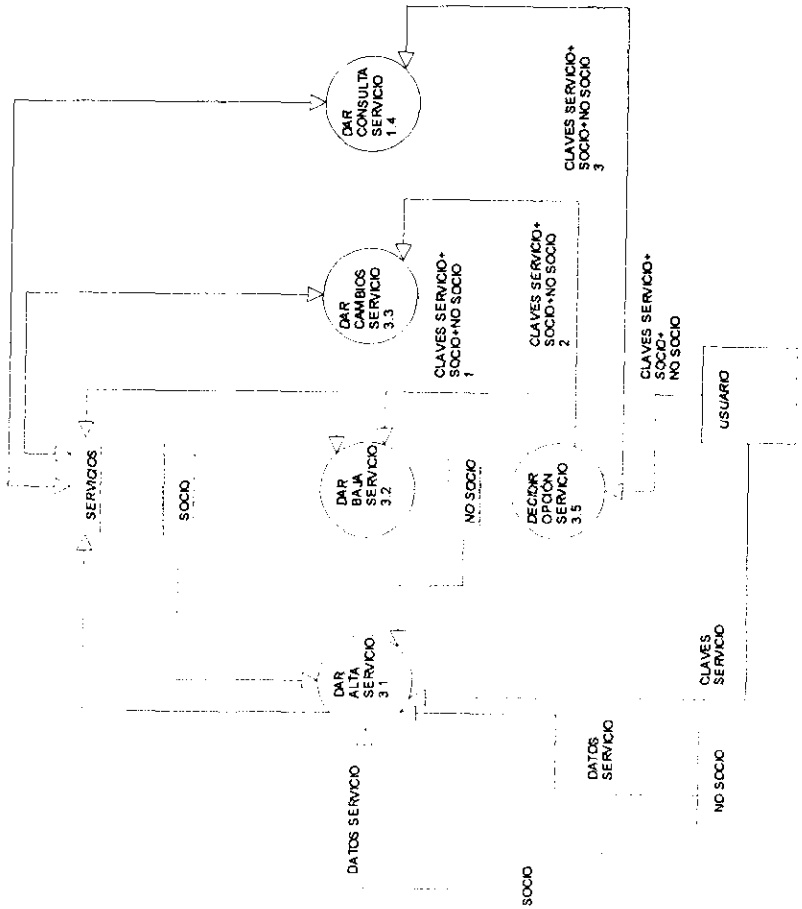 SERVICIOS
SOCIO
DAR
CONSULTA
SERVICIO
1.4
DAR
CAMBIOS
SERVICIO
3.3
DAR
BAJA
SERVICIO
3.2
DAR
ALTA
SERVICIO
3.1
CLAVES SERVICIO+
SOCIO+NO SOCIO
1
NO SOCIO
DATOS SERVICIO
DECIDIR
OPCIÓN
SERVICIO
3.5
CLAVES SERVICIO+
SOCIO+NO SOCIO
2
CLAVES SERVICIO+
SOCIO+NO SOCIO
3
CLAVES SERVICIO+
SOCIO+
NO SOCIO
DATOS
SERVICIO
SOCIO
NO SOCIO
CLAVES
SERVICIO
USUARIO